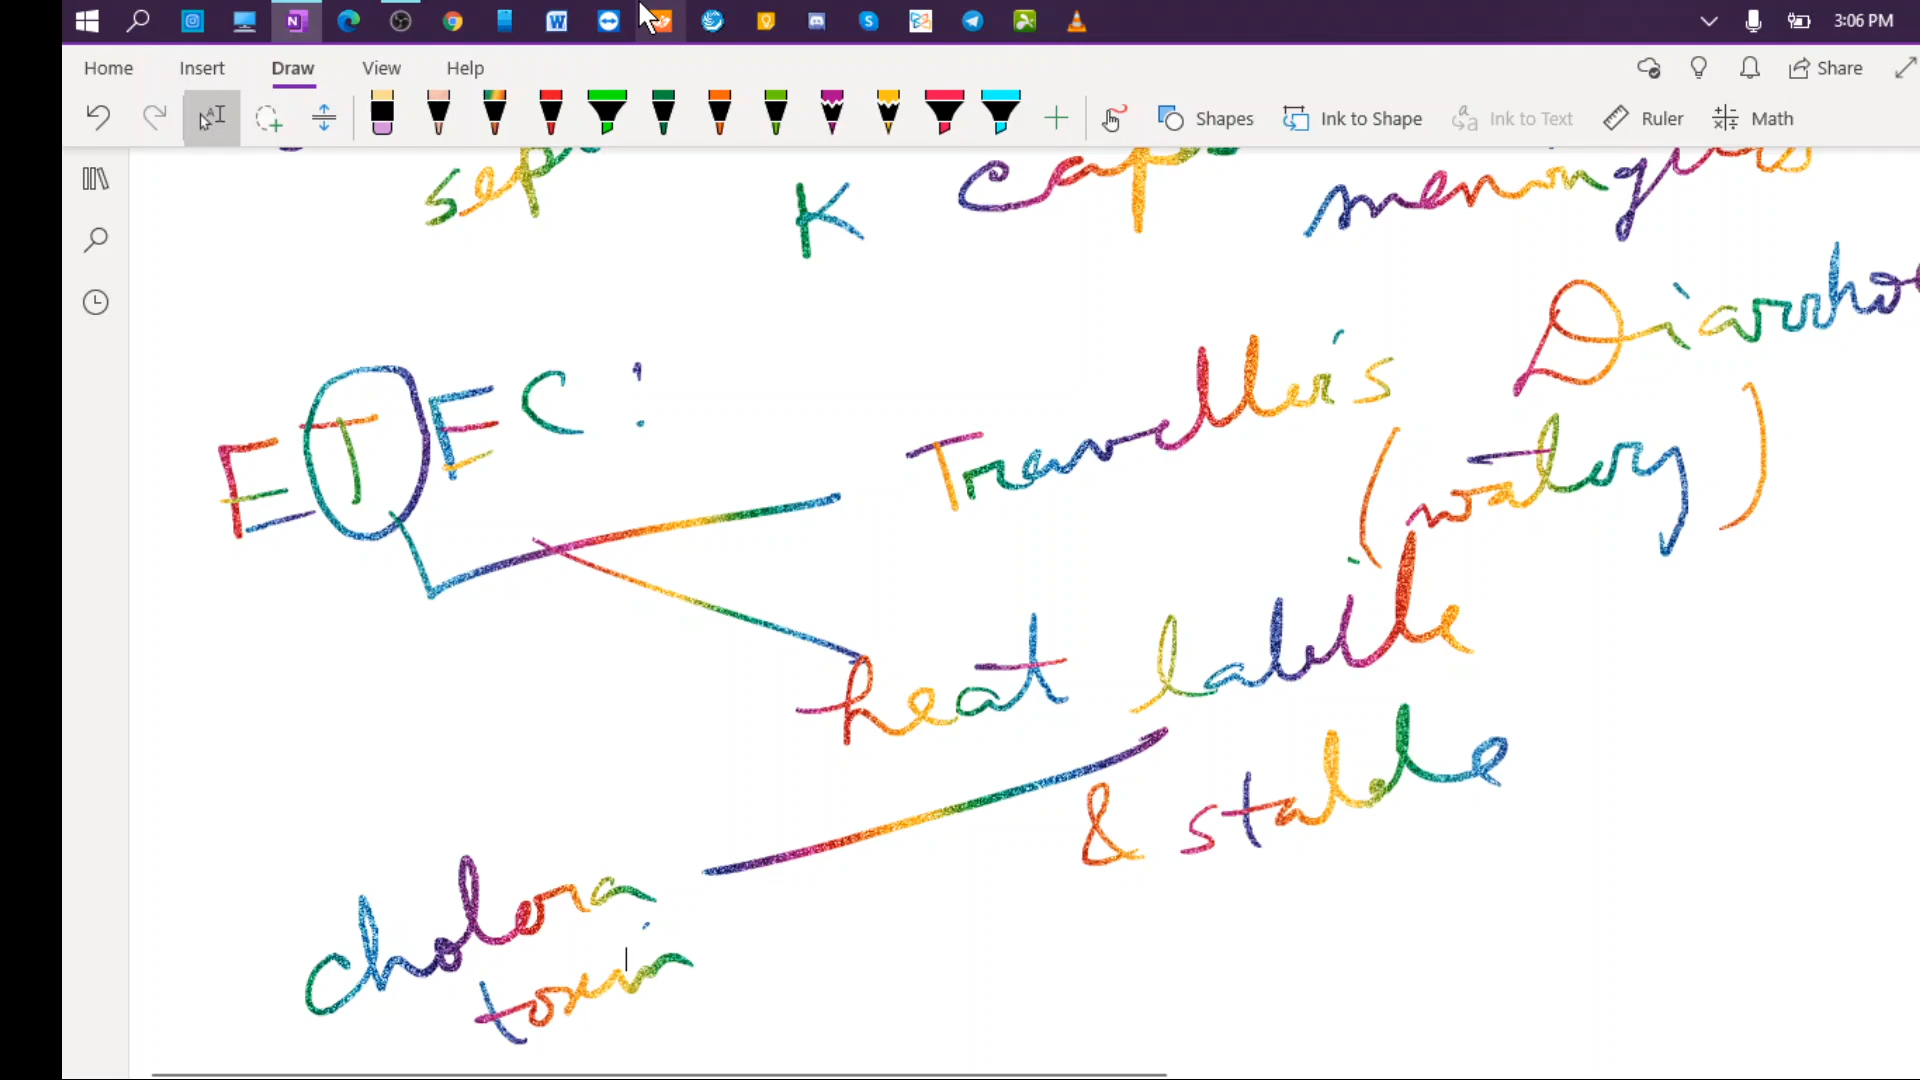 3:06 PM
Home Insert Draw View Help Share
Shapes Ink to Shape Ink to Text Ruler Math
K
ETEC :
Traveller's
(watery)
heat labile
& stable
cholera
toxin